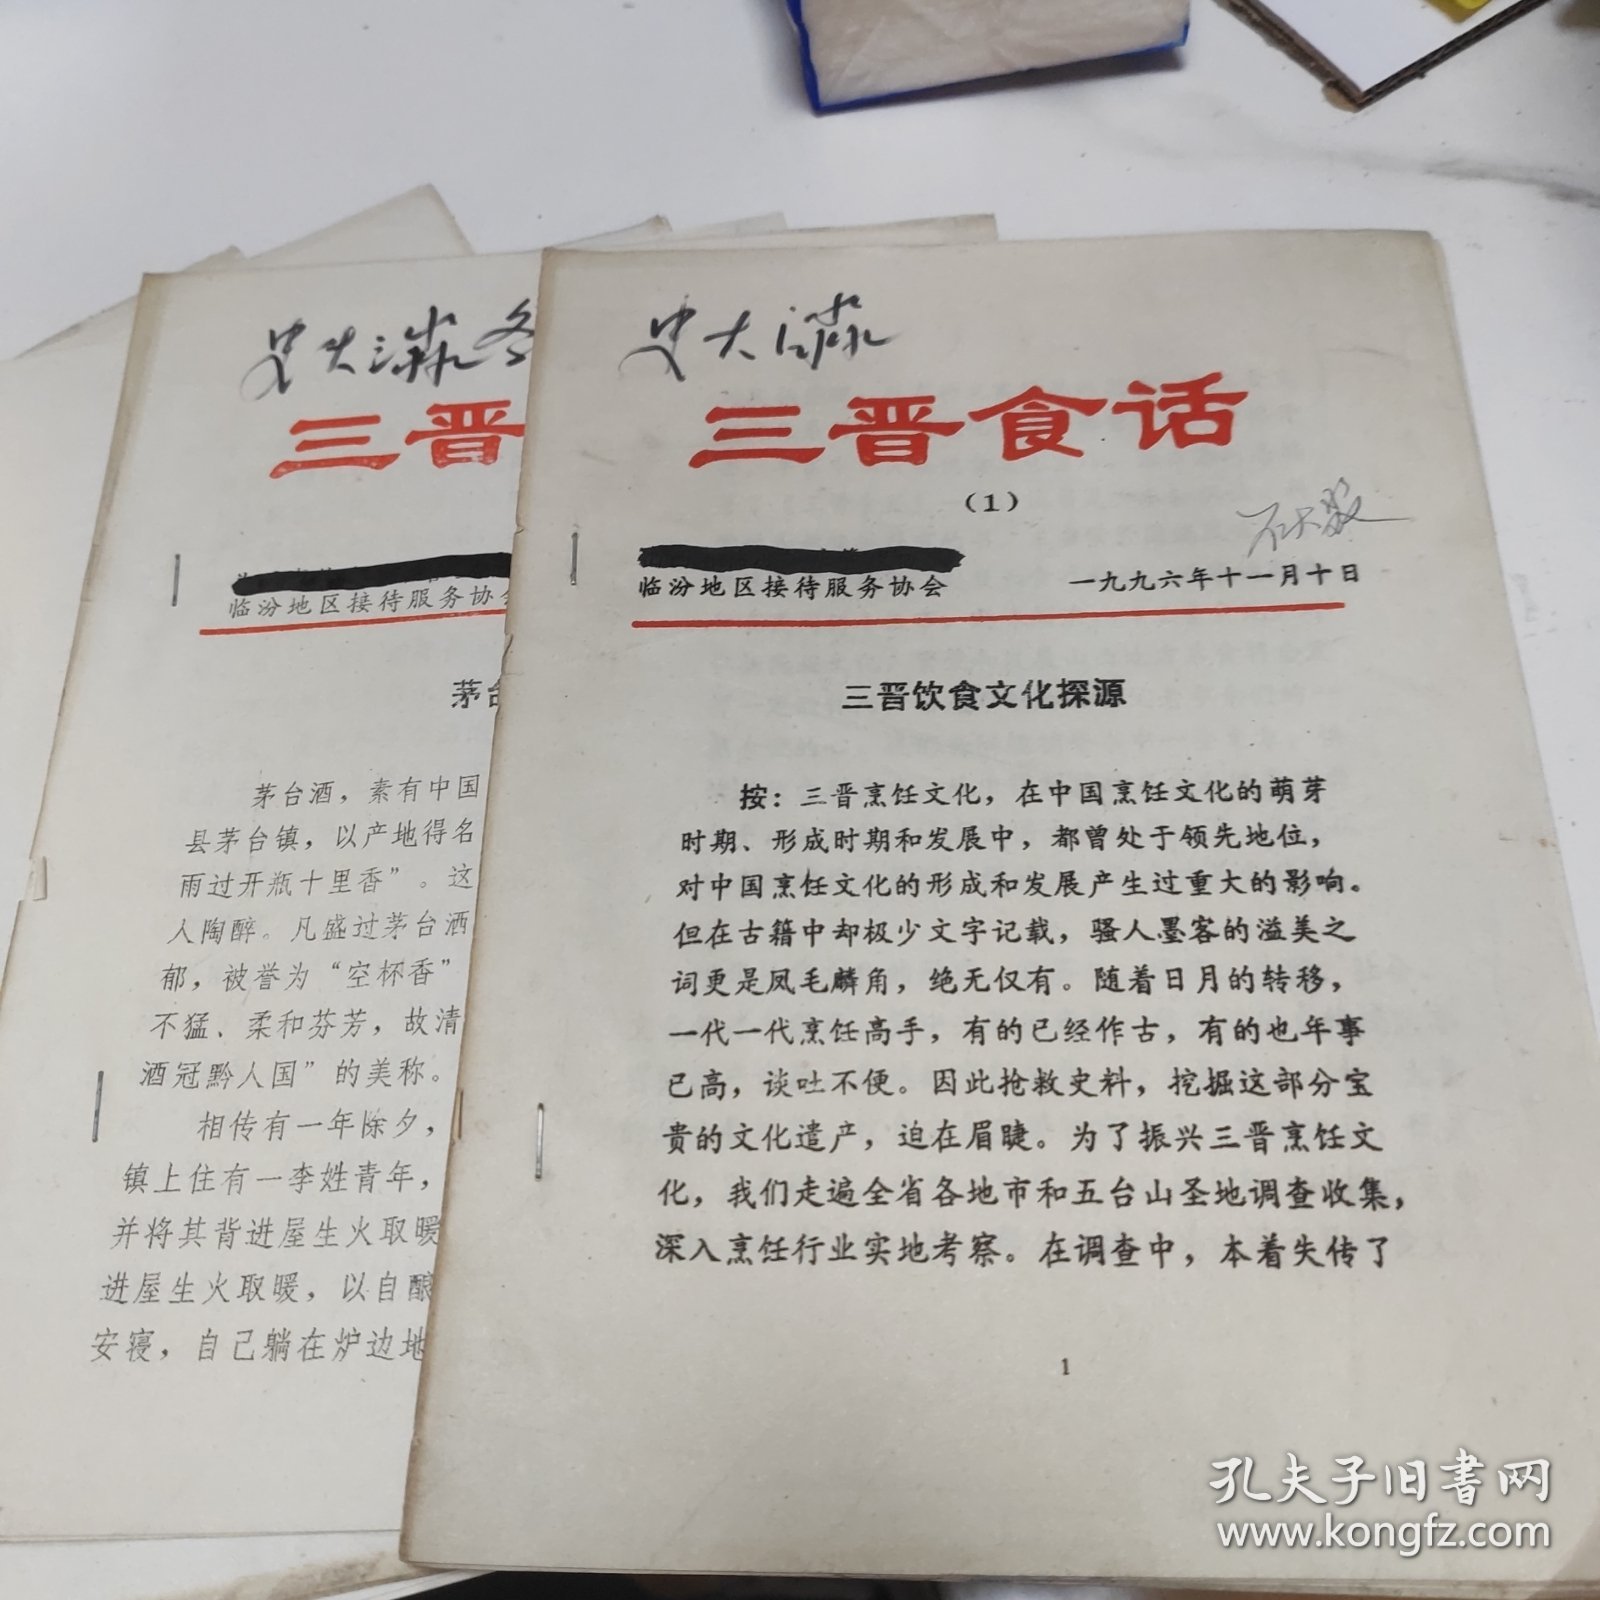 三晋
临汾地区接待服务协会
茅台
茅台酒，素有中国
县茅台镇，以产地得名
雨过开瓶十里香”。这
人陶醉。凡盛过茅台酒
郁，被誉为“空杯香”
不猛、柔和芬芳，故清
酒冠黔人国”的美称。
相传有一年除夕，
镇上住有一李姓青年，
并将其背进屋生火取暖
进屋生火取暖，以自酿
安寝，自己躺在炉边地
三晋食话
（1）
临汾地区接待服务协会 一九九六年十一月十日
三晋饮食文化探源
按：三晋烹饪文化，在中国烹饪文化的萌芽
时期、形成时期和发展中，都曾处于领先地位，
对中国烹饪文化的形成和发展产生过重大的影响。
但在古籍中却极少文字记载，骚人墨客的溢美之
词更是凤毛麟角，绝无仅有。随着日月的转移，
一代一代烹饪高手，有的已经作古，有的也年事
已高，谈吐不便。因此抢救史料，挖掘这部分宝
贵的文化遗产，迫在眉睫。为了振兴三晋烹饪文
化，我们走遍全省各地市和五台山圣地调查收集，
深入烹饪行业实地考察。在调查中，本着失传了
1
孔夫子旧书网
www.kongfz.com